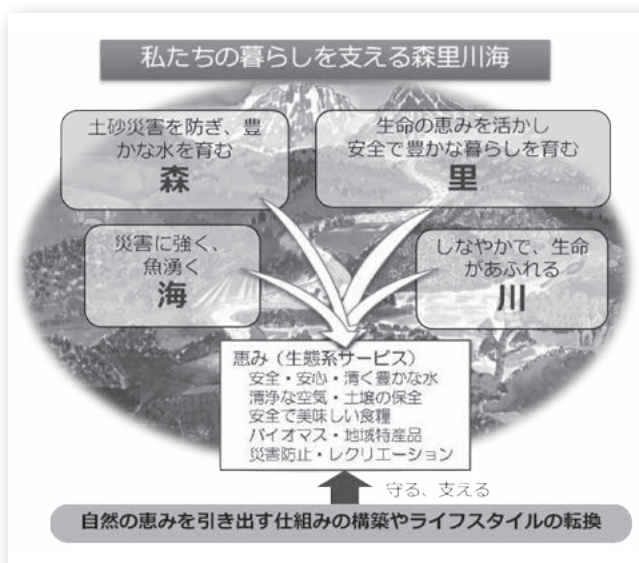 私たちの暮らしを支える森里川海
土砂災害を防ぎ、豊
かな水を育む
森
生命の恵みを活かし
安全で豊かな暮らしを育む
里
災害に強く、
魚湧く
海
しなやかで、生命
があふれる
川
恵み（生態系サービス）
安全・安心・清く豊かな水
清浄な空気・土壌の保全
安全で美味しい食糧
バイオマス・地域特産品
災害防止・レクリエーション
守る、支える
自然の恵みを引き出す仕組みの構築やライフスタイルの転換